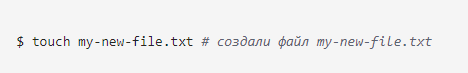 $ touch my-new-file.txt # создали файл my-new-file.txt